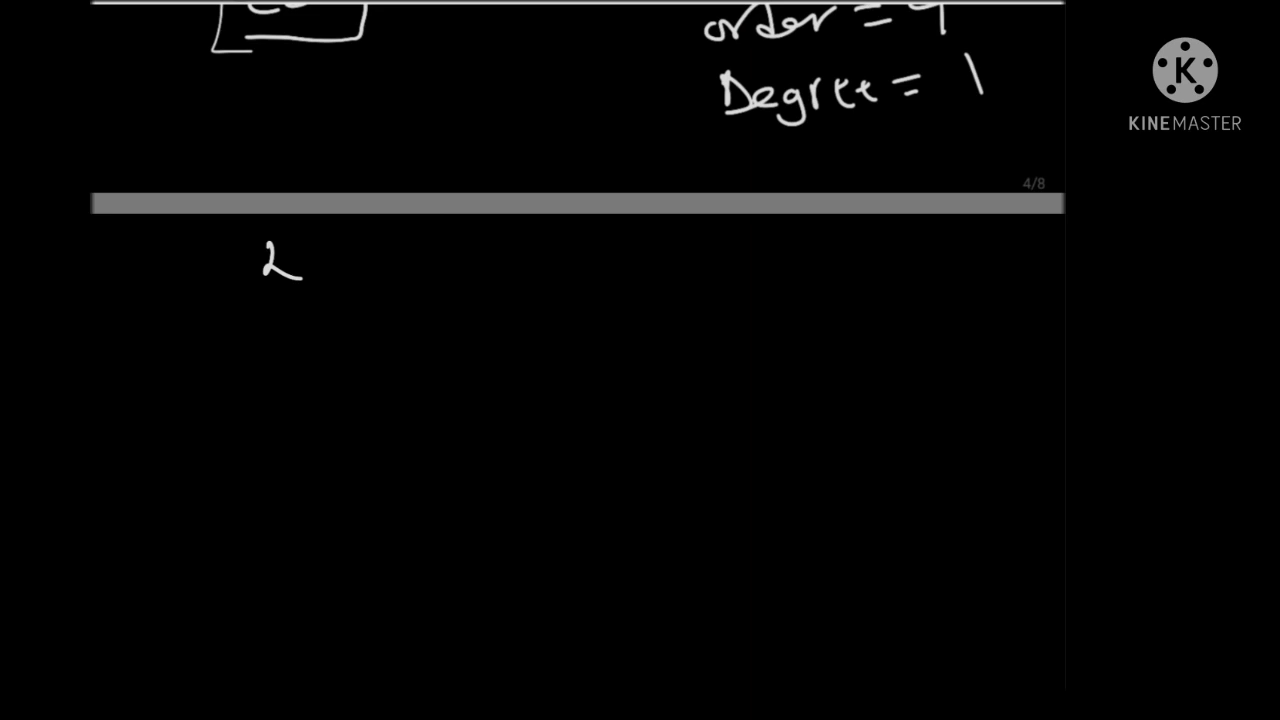 order = 4
Degree = 1
KINEMASTER
4/8
2